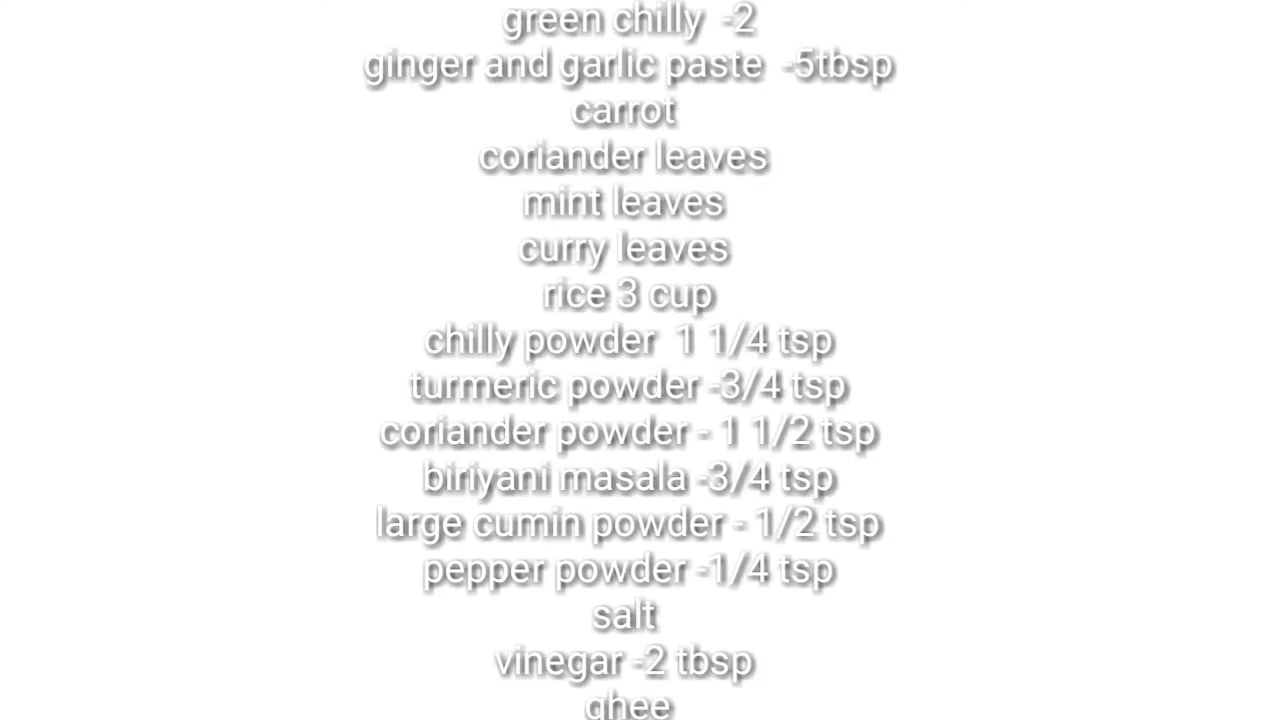 green chilly -2
ginger and garlic paste -5tbsp
carrot
coriander leaves
mint leaves
curry leaves
rice 3 cup
chilly powder 1 1/4 tsp
turmeric powder -3/4 tsp
coriander powder - 1 1/2 tsp
biriyani masala -3/4 tsp
large cumin powder - 1/2 tsp
pepper powder -1/4 tsp
salt
vinegar -2 tbsp
ghee